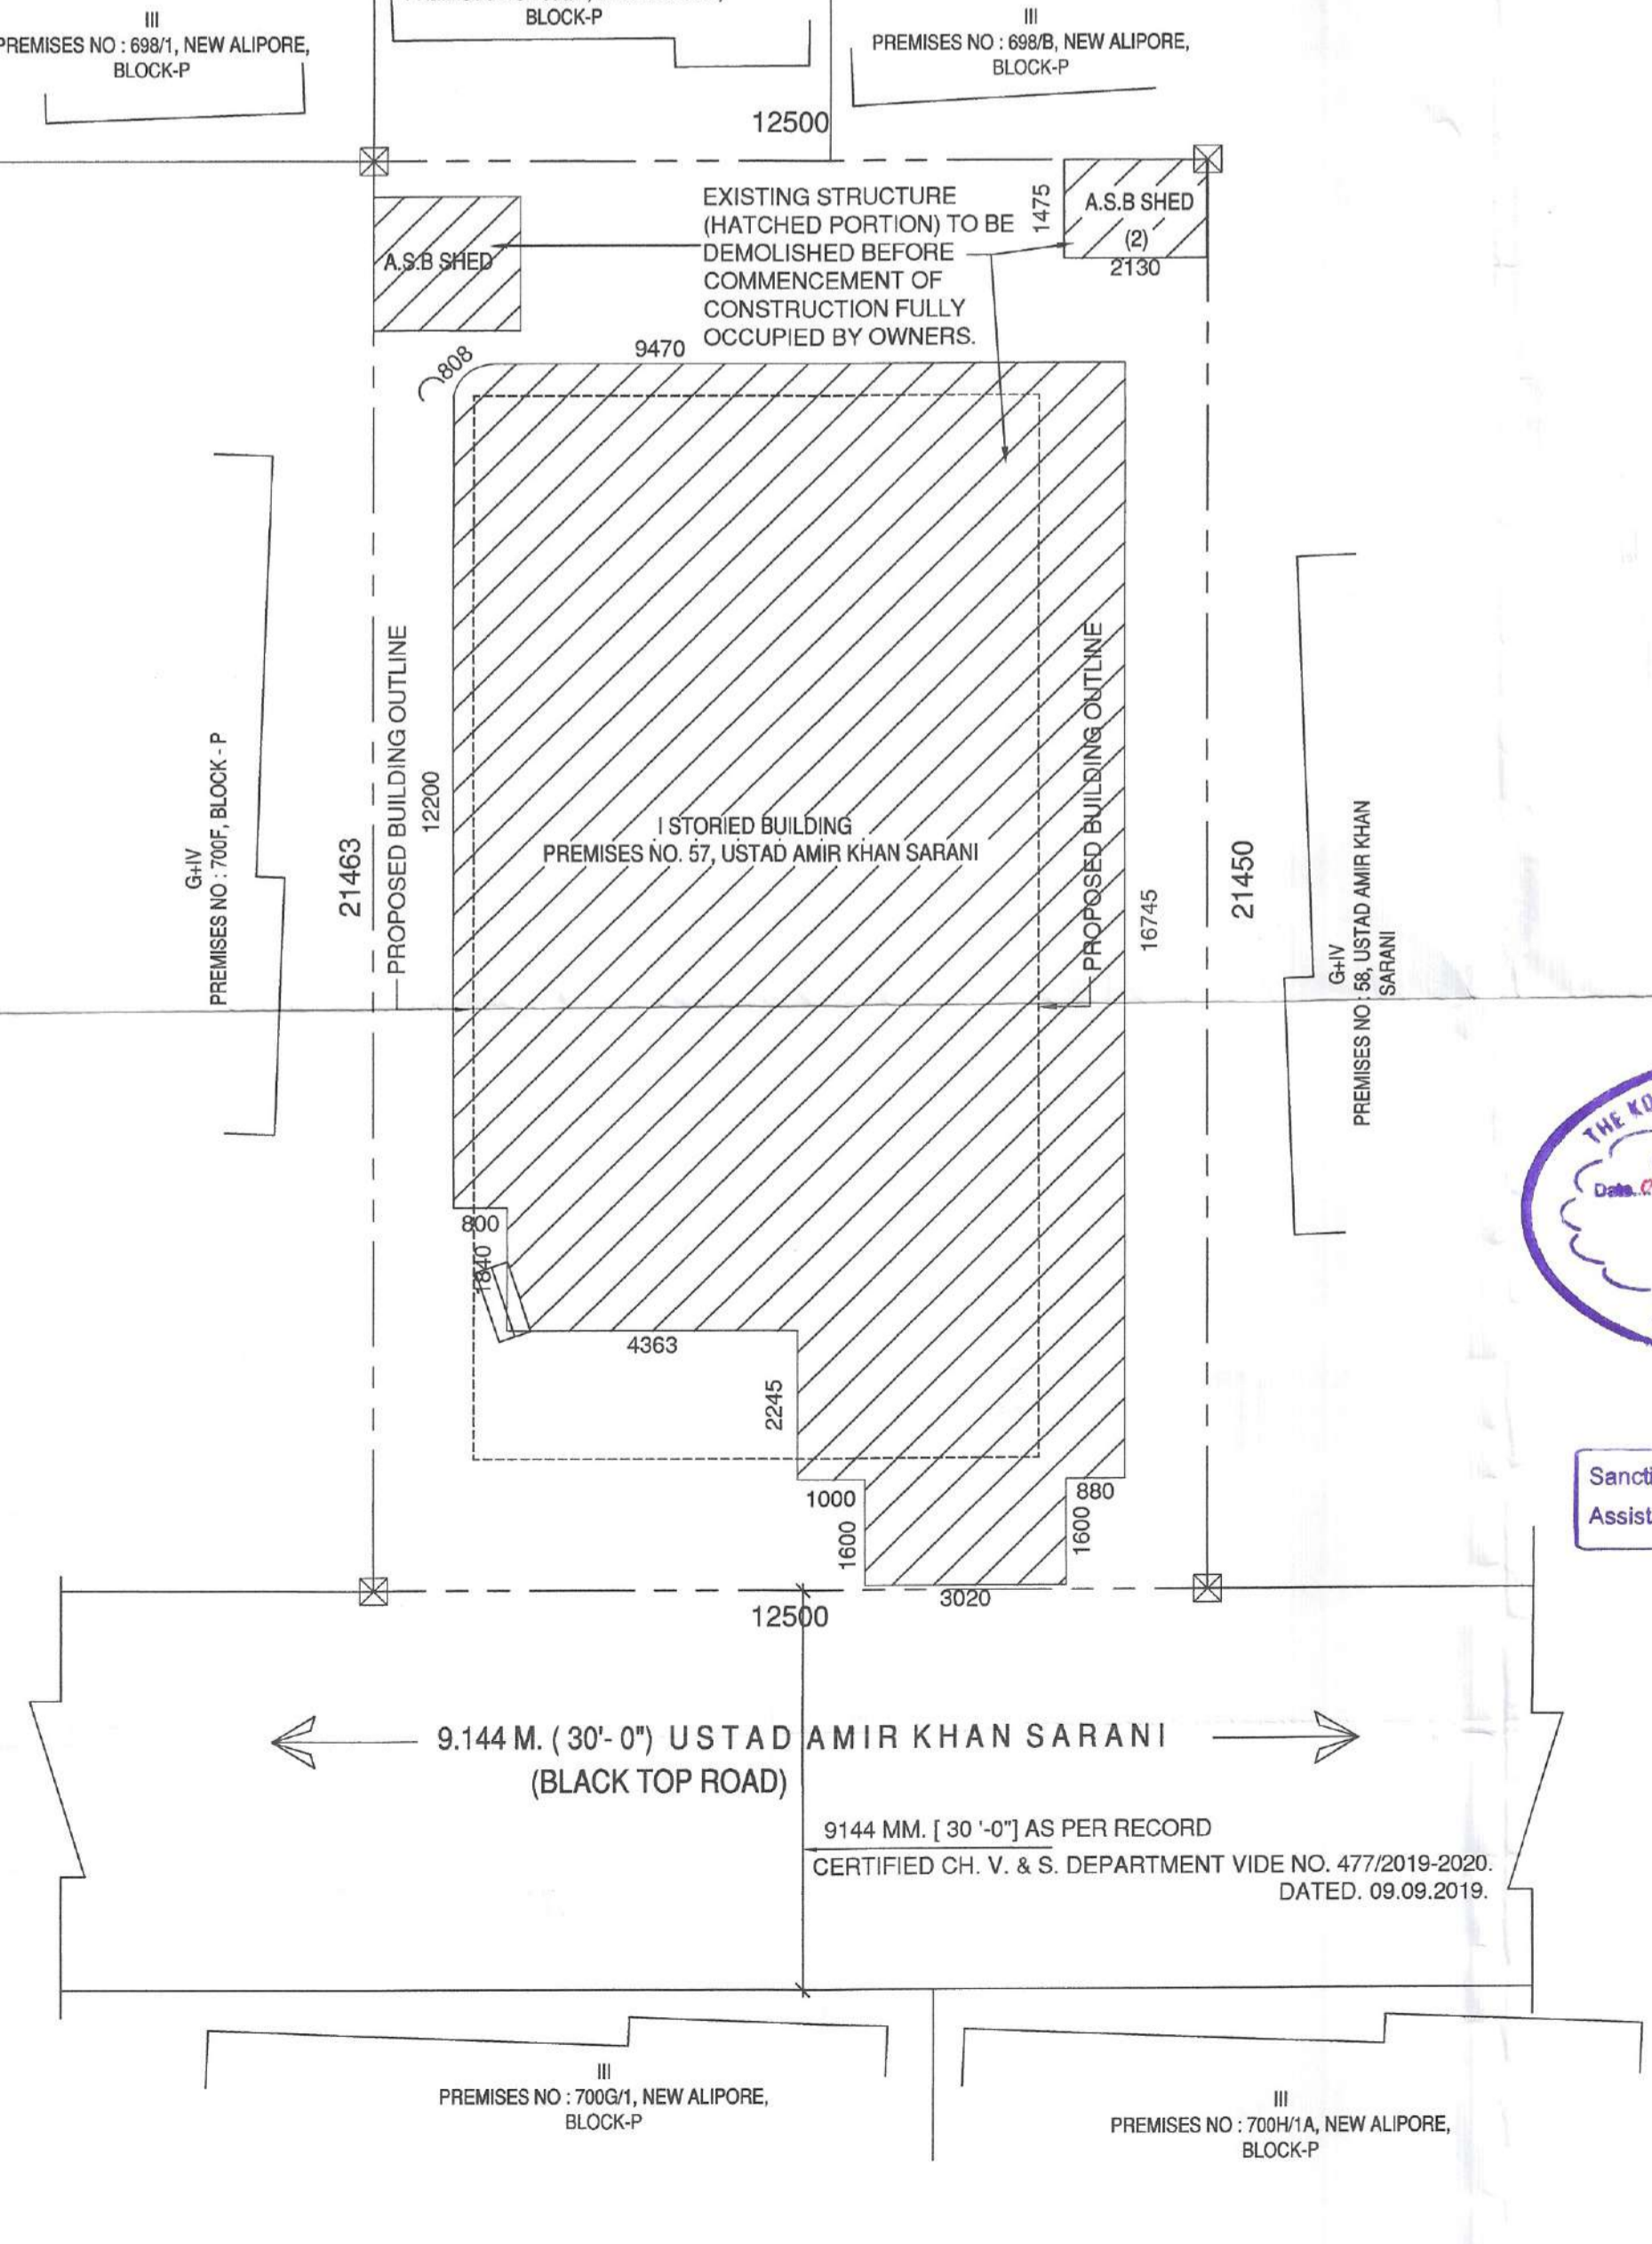 BLOCK-P
III
PREMISES NO : 698/1, NEW ALIPORE,
BLOCK-P
III
PREMISES NO : 698/B, NEW ALIPORE,
BLOCK-P
12500
EXISTING STRUCTURE
(HATCHED PORTION) TO BE
DEMOLISHED BEFORE
COMMENCEMENT OF
CONSTRUCTION FULLY
OCCUPIED BY OWNERS.
1475
A.S.B SHED
(2)
2130
A.S.B SHED
808
9470
PROPOSED BUILDING OUTLINE
12200
21463
G+IV
PREMISES NO : 700F, BLOCK - P
I STORIED BUILDING
PREMISES NO. 57, USTAD AMIR KHAN SARANI
PROPOSED BUILDING OUTLINE
16745
21450
G+IV
PREMISES NO : 58, USTAD AMIR KHAN
SARANI
THE KO
Date
800
1840
4363
2245
1000
1600
880
1600
3020
Sancti
Assist
12500
9.144 M. ( 30'- 0") USTAD AMIR KHAN SARANI
(BLACK TOP ROAD)
9144 MM. [ 30 '-0"] AS PER RECORD
CERTIFIED CH. V. & S. DEPARTMENT VIDE NO. 477/2019-2020.
DATED. 09.09.2019.
III
PREMISES NO : 700G/1, NEW ALIPORE,
BLOCK-P
III
PREMISES NO : 700H/1A, NEW ALIPORE,
BLOCK-P